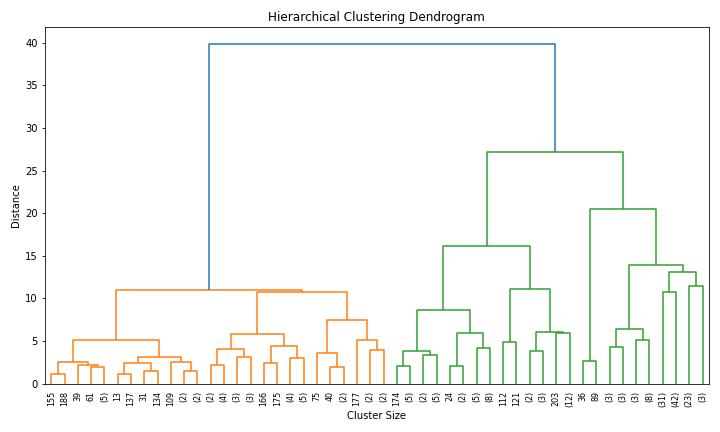 Hierarchical Clustering Dendrogram
40
35
30
25
20
15
10
5
0
Distance
155 188 39 61 (5) 13 137 31 134 109 (2) (2) (2) (4) (3) (3) 166 175 (4) (5) 75 40 (2) 177 (2) (2) 174 (5) (2) (5) 24 (2) (5) (8) 112 121 (2) (3) 203 (12) 36 89 (3) (3) (3) (8) (31) (42) (23) (3)
Cluster Size